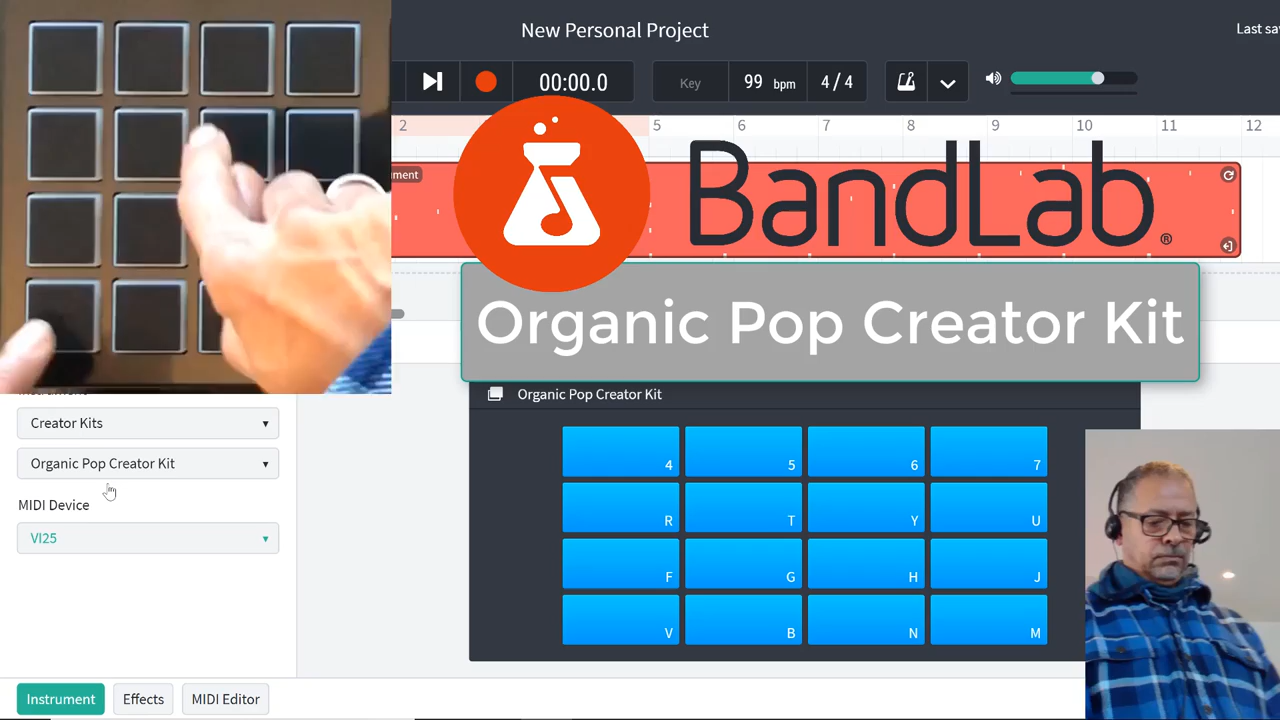 New Personal Project
Last sa
00:00.0
Key
99 bpm
4 / 4
2 5 6 7 8 9 10 11 12
ment
BandLab®
Organic Pop Creator Kit
Organic Pop Creator Kit
Creator Kits
Organic Pop Creator Kit
MIDI Device
VI25
4 5 6 7
R T Y U
F G H J
V B N M
Instrument
Effects
MIDI Editor